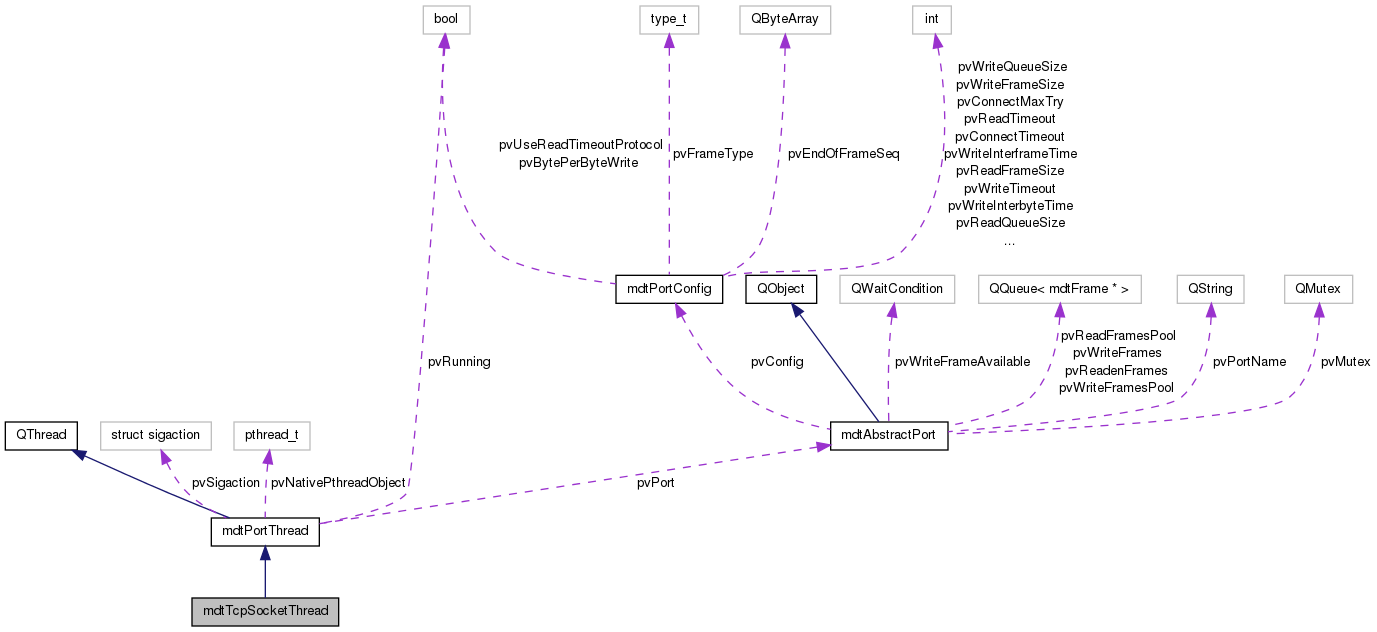 bool
type_t
QByteArray
int
pvWriteQueueSize
pvWriteFrameSize
pvConnectMaxTry
pvReadTimeout
pvConnectTimeout
pvWriteInterframeTime
pvReadFrameSize
pvWriteTimeout
pvWriteInterbyteTime
pvReadQueueSize
...
pvUseReadTimeoutProtocol
pvBytePerByteWrite
pvFrameType
pvEndOfFrameSeq
mdtPortConfig
QObject
QWaitCondition
QQueue< mdtFrame * >
QString
QMutex
pvRunning
pvConfig
pvWriteFrameAvailable
pvReadFramesPool
pvWriteFrames
pvReadenFrames
pvWriteFramesPool
pvPortName
pvMutex
QThread
struct sigaction
pthread_t
mdtAbstractPort
pvSigaction
pvNativePthreadObject
pvPort
mdtPortThread
mdtTcpSocketThread